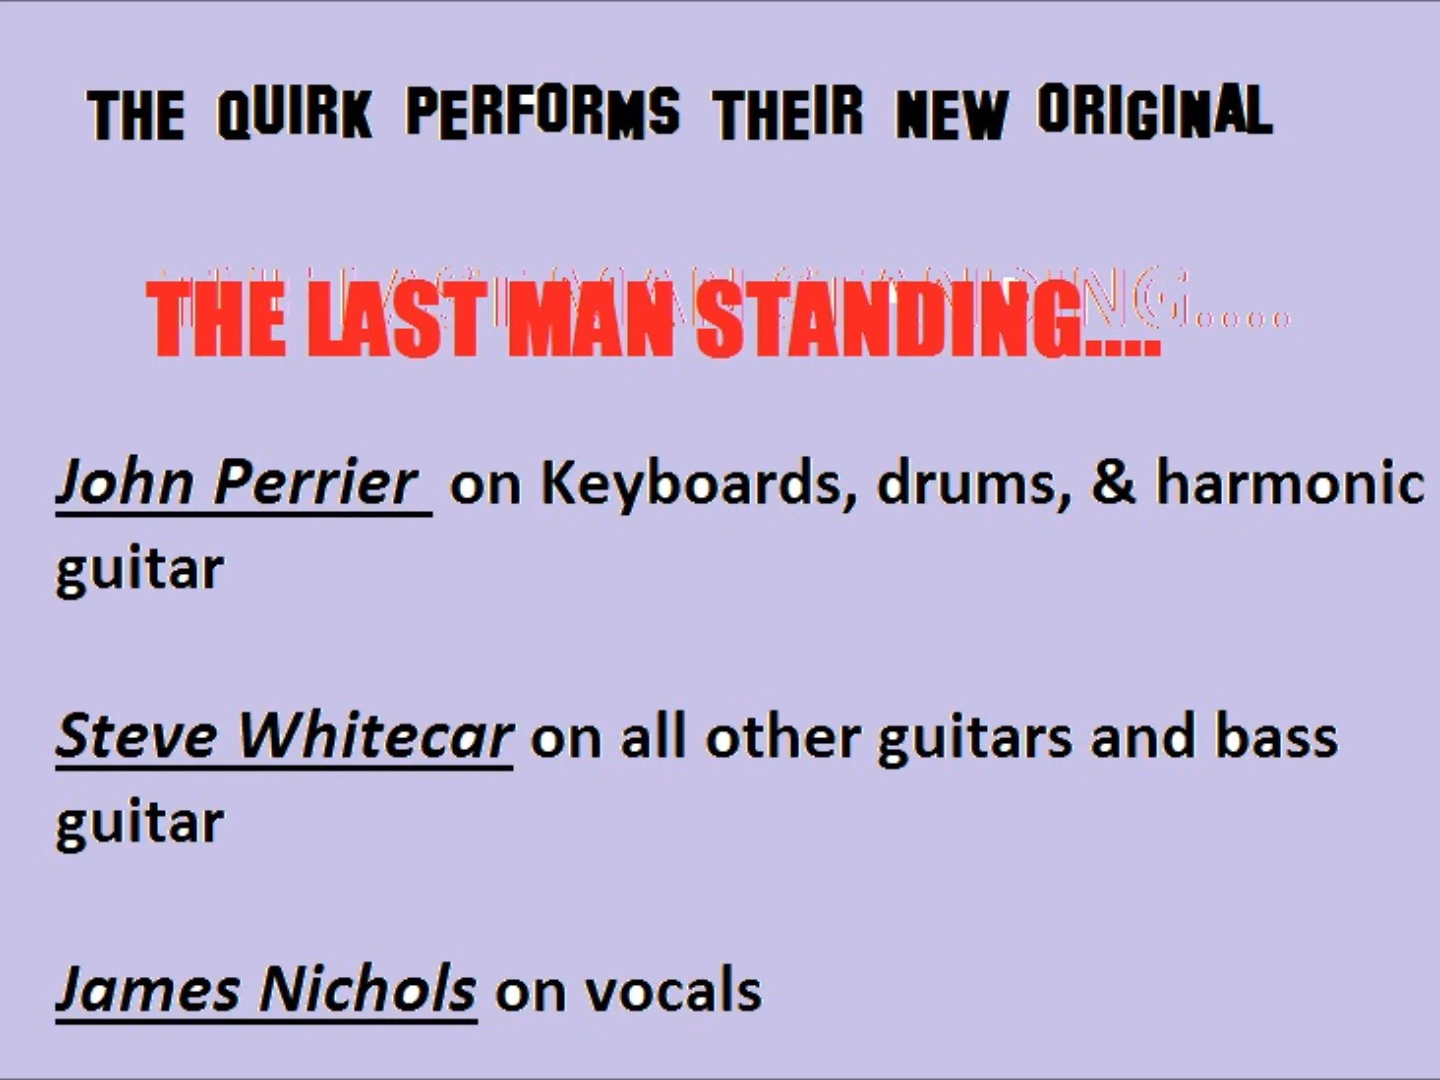 THE QUIRK PERFORMS THEIR NEW ORIGINAL
THE LAST MAN STANDING....
John Perrier on Keyboards, drums, & harmonic
guitar
Steve Whitecar on all other guitars and bass
guitar
James Nichols on vocals